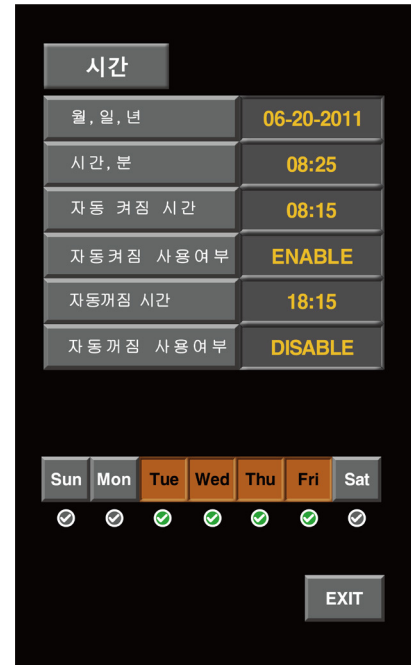 시간
월, 일, 년 06-20-2011
시간, 분 08:25
자동 켜짐 시간 08:15
자동켜짐 사용여부 ENABLE
자동꺼짐 시간 18:15
자동꺼짐 사용여부 DISABLE
Sun Mon Tue Wed Thu Fri Sat
EXIT